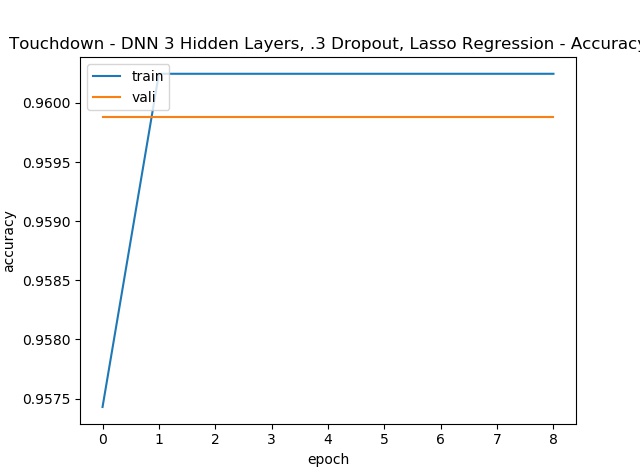 Touchdown - DNN 3 Hidden Layers, .3 Dropout, Lasso Regression - Accuracy
train
vali
0.9600
0.9595
0.9590
0.9585
0.9580
0.9575
accuracy
0 1 2 3 4 5 6 7 8
epoch